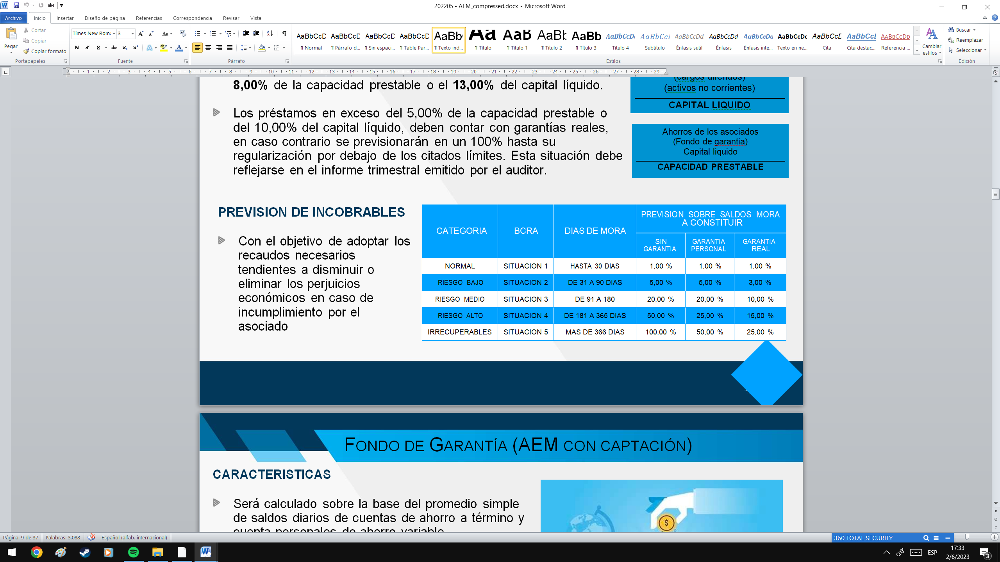 202205 - AEM_compressed.docx - Microsoft Word
Archivo Inicio Insertar Diseño de página Referencias Correspondencia Revisar Vista
Pegar
Cortar
Copiar
Copiar formato
Portapapeles
Times New Rom 3
Fuente
Párrafo
AaBbCcD AaBbCcD AaBbCcD AaBbCcD AaBb Aa AaB AaBb AaBb AaBbCcDc AaBbCcI AaBbCcDd AaBbCcDd AaBbCcDd AaBbCcDc AaBbCcD AaBbCcI AABBCCDD
¶ Normal ¶ Párrafo d... ¶ Sin espaci... ¶ Table Par... ¶ Texto ind... ¶ Título ¶ Título 1 ¶ Título 2 ¶ Título 3 Título 4 Subtítulo Énfasis sutil Énfasis Énfasis inte... Texto en ne... Cita Cita destac... Referencia ...
Estilos
Cambiar
estilos
Buscar
Reemplazar
Seleccionar
Edición
1 2 3 4 5 6 7 8 9 10 11 12 13 14 15 16 17 18 19 20 21 22 23 24 25 26 27 28 29
8,00% de la capacidad prestable o el 13,00% del capital líquido.
Los préstamos en exceso del 5,00% de la capacidad prestable o
del 10,00% del capital líquido, deben contar con garantías reales,
en caso contrario se previsionarán en un 100% hasta su
regularización por debajo de los citados límites. Esta situación debe
reflejarse en el informe trimestral emitido por el auditor.
(cargos diferidos)
(activos no corrientes)
CAPITAL LIQUIDO
Ahorros de los asociados
(Fondo de garantia)
Capital liquido
CAPACIDAD PRESTABLE
PREVISION DE INCOBRABLES
Con el objetivo de adoptar los
recaudos necesarios
tendientes a disminuir o
eliminar los perjuicios
económicos en caso de
incumplimiento por el
asociado
CATEGORIA BCRA DIAS DE MORA
PREVISION SOBRE SALDOS MORA
A CONSTITUIR
SIN
GARANTIA
GARANTIA
PERSONAL
GARANTIA
REAL
NORMAL SITUACION 1 HASTA 30 DIAS 1,00 % 1,00 % 1,00 %
RIESGO BAJO SITUACION 2 DE 31 A 90 DIAS 5,00 % 5,00 % 3,00 %
RIESGO MEDIO SITUACION 3 DE 91 A 180 20,00 % 20,00 % 10,00 %
RIESGO ALTO SITUACION 4 DE 181 A 365 DIAS 50,00 % 25,00 % 15,00 %
IRRECUPERABLES SITUACION 5 MAS DE 366 DIAS 100,00 % 50,00 % 25,00 %
FONDO DE GARANTÍA (AEM CON CAPTACIÓN)
CARACTERISTICAS
Será calculado sobre la base del promedio simple
de saldos diarios de cuentas de ahorro a término y
cuenta personales de ahorro variable
$
Página: 9 de 37 Palabras: 3.088 Español (alfab. internacional)
360 TOTAL SECURITY
ESP
17:33
2/6/2023
3